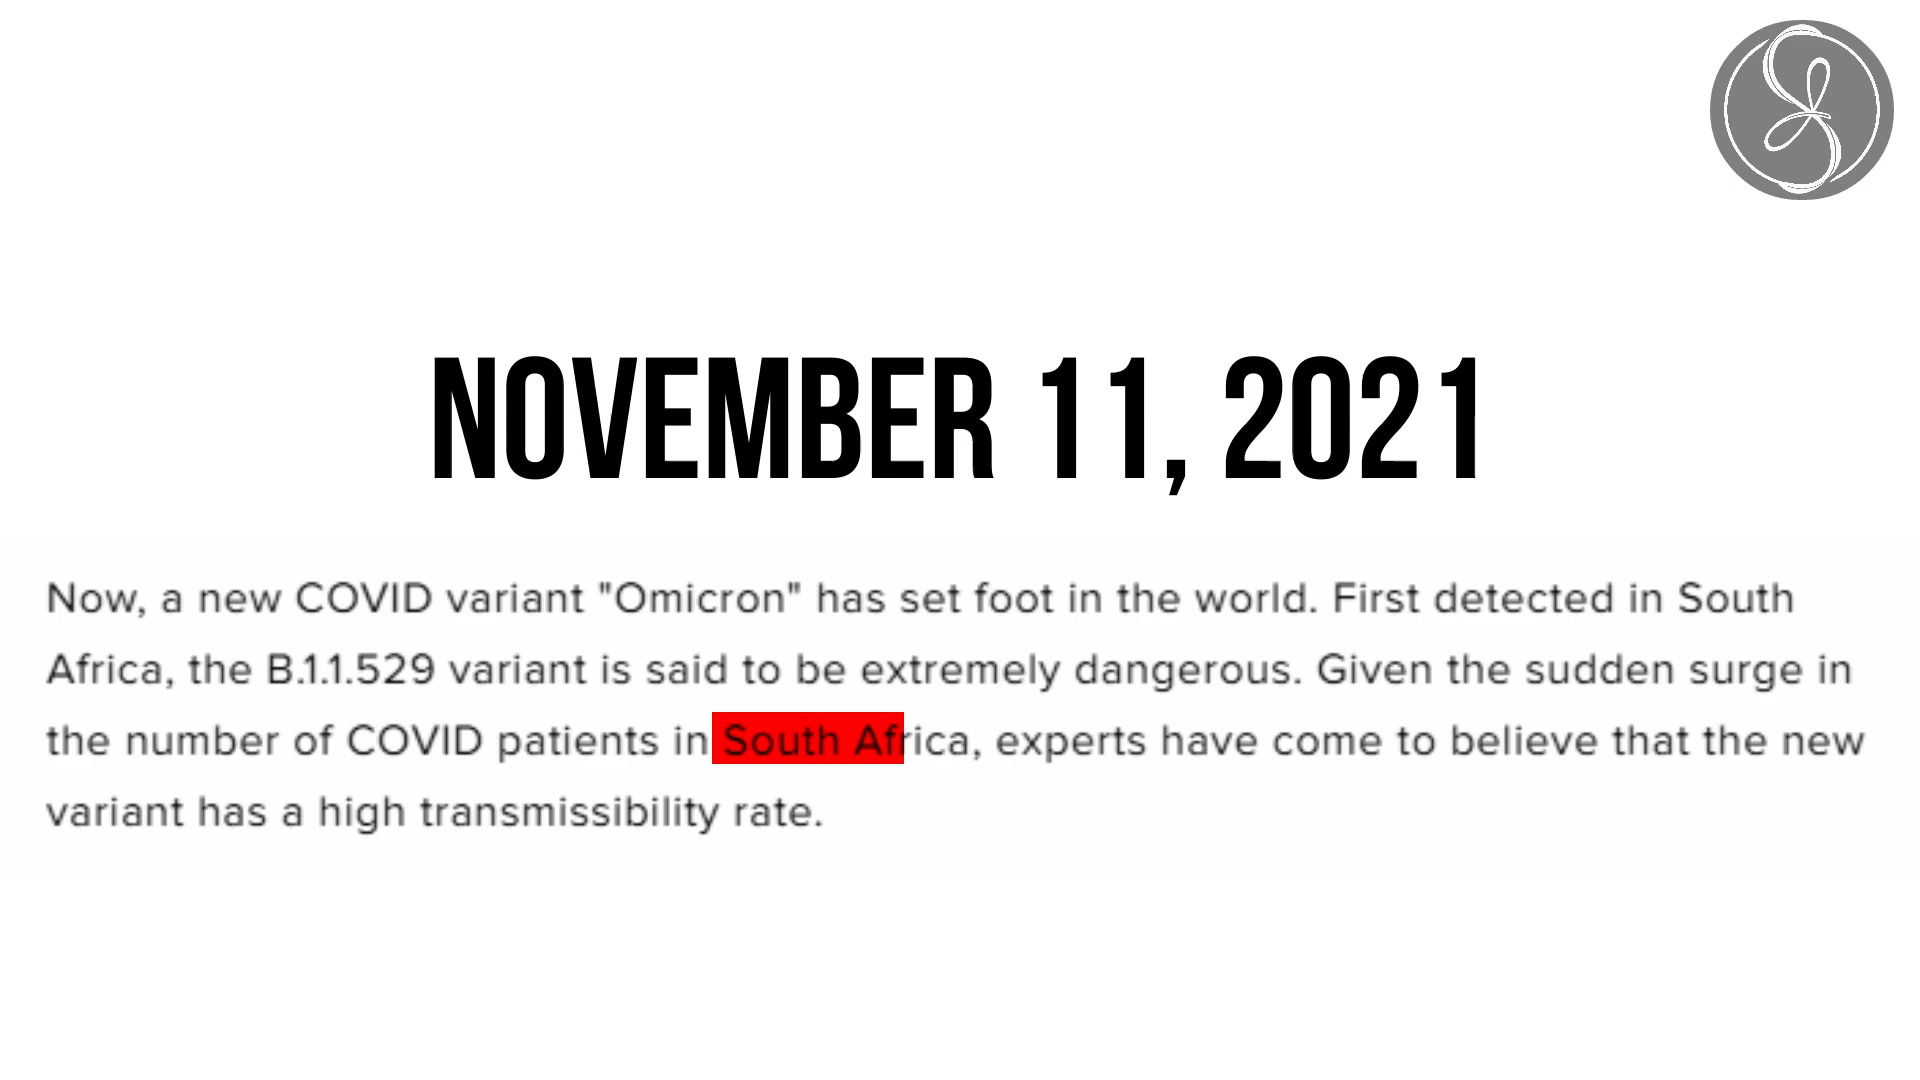 NOVEMBER 11, 2021
Now, a new COVID variant "Omicron" has set foot in the world. First detected in South
Africa, the B.1.1.529 variant is said to be extremely dangerous. Given the sudden surge in
the number of COVID patients in South Africa, experts have come to believe that the new
variant has a high transmissibility rate.